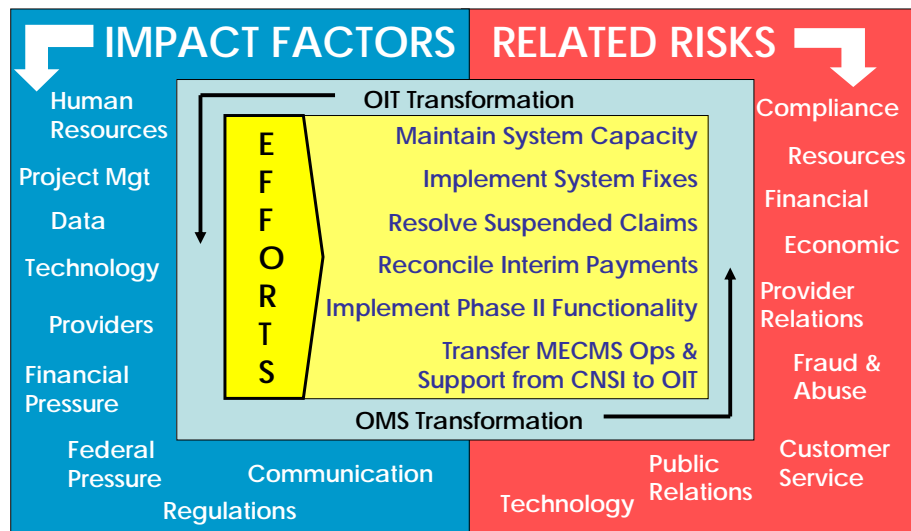 IMPACT FACTORS
RELATED RISKS
Human
Resources
Project Mgt
Data
Technology
Providers
Financial
Pressure
Federal
Pressure
Communication
Regulations
OIT Transformation
EFFORTS
Maintain System Capacity
Implement System Fixes
Resolve Suspended Claims
Reconcile Interim Payments
Implement Phase II Functionality
Transfer MECMS Ops &
Support from CNSI to OIT
OMS Transformation
Compliance
Resources
Financial
Economic
Provider
Relations
Fraud &
Abuse
Customer
Service
Public
Relations
Technology